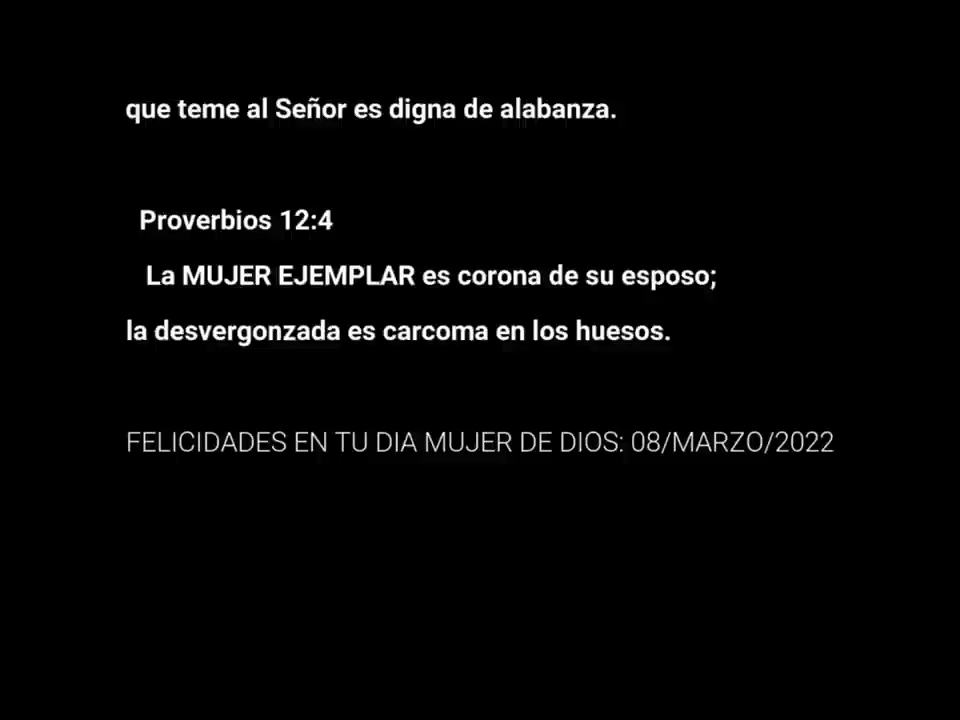 que teme al Señor es digna de alabanza.
Proverbios 12:4
La MUJER EJEMPLAR es corona de su esposo;
la desvergonzada es carcoma en los huesos.
FELICIDADES EN TU DIA MUJER DE DIOS: 08/MARZO/2022